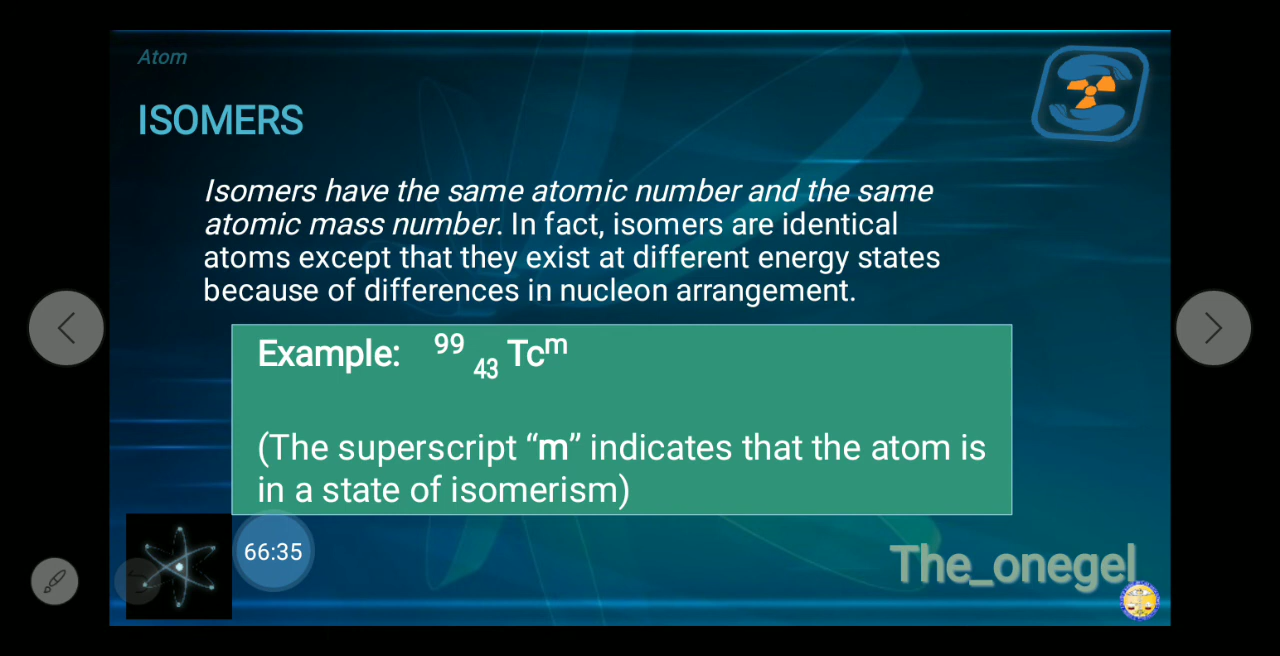 Atom
ISOMERS
Isomers have the same atomic number and the same
atomic mass number. In fact, isomers are identical
atoms except that they exist at different energy states
because of differences in nucleon arrangement.
Example: 99 43 Tcm
(The superscript “m” indicates that the atom is
in a state of isomerism)
66:35
The_onegel